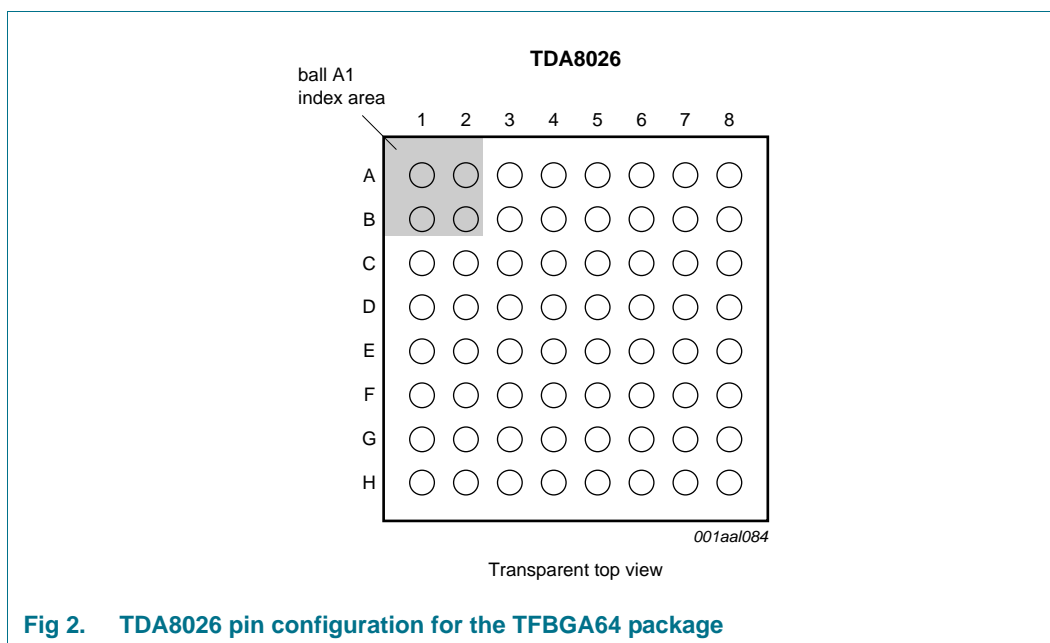 TDA8026
ball A1
index area
1 2 3 4 5 6 7 8
A
B
C
D
E
F
G
H
001aal084
Transparent top view
Fig 2. TDA8026 pin configuration for the TFBGA64 package